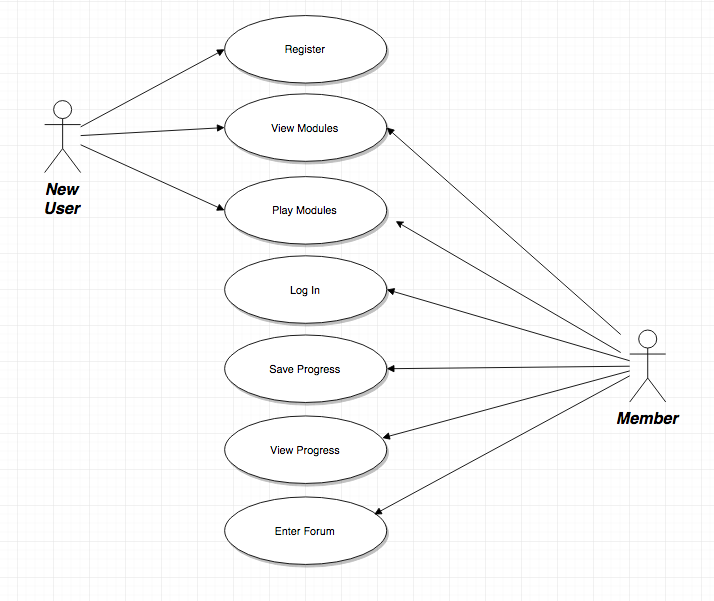 Register
View Modules
New
User
Play Modules
Log In
Save Progress
Member
View Progress
Enter Forum